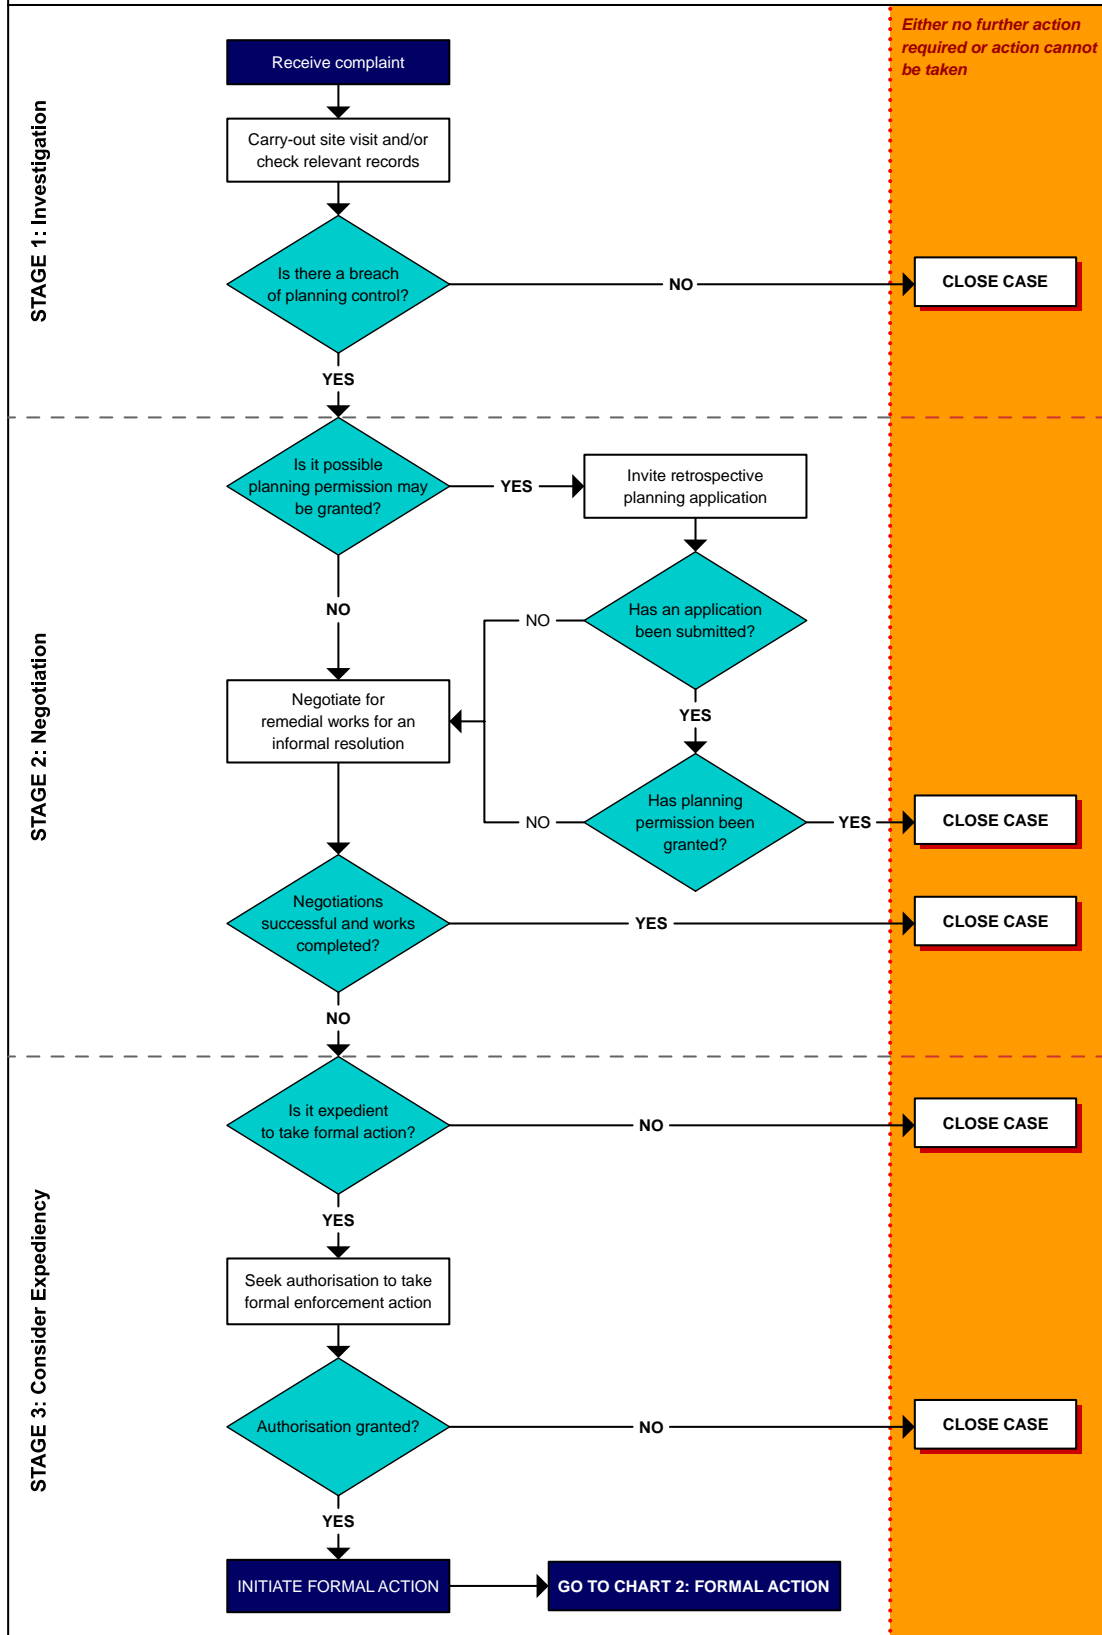 Either no further action
required or action cannot
be taken
STAGE 1: Investigation
Receive complaint
Carry-out site visit and/or
check relevant records
Is there a breach
of planning control?
NO
CLOSE CASE
YES
STAGE 2: Negotiation
Is it possible
planning permission may
be granted?
YES
Invite retrospective
planning application
NO
Has an application
been submitted?
NO
YES
Negotiate for
remedial works for an
informal resolution
Has planning
permission been
granted?
NO
YES
CLOSE CASE
Negotiations
successful and works
completed?
YES
CLOSE CASE
NO
STAGE 3: Consider Expediency
Is it expedient
to take formal action?
NO
CLOSE CASE
YES
Seek authorisation to take
formal enforcement action
Authorisation granted?
NO
CLOSE CASE
YES
INITIATE FORMAL ACTION
GO TO CHART 2: FORMAL ACTION